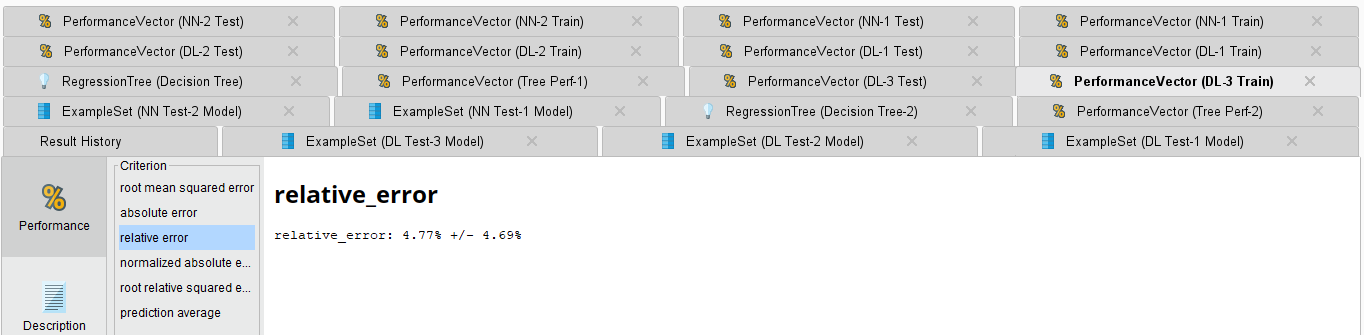 PerformanceVector (NN-2 Test) PerformanceVector (NN-2 Train) PerformanceVector (NN-1 Test) PerformanceVector (NN-1 Train)
PerformanceVector (DL-2 Test) PerformanceVector (DL-2 Train) PerformanceVector (DL-1 Test) PerformanceVector (DL-1 Train)
RegressionTree (Decision Tree) PerformanceVector (Tree Perf-1) PerformanceVector (DL-3 Test) PerformanceVector (DL-3 Train)
ExampleSet (NN Test-2 Model) ExampleSet (NN Test-1 Model) RegressionTree (Decision Tree-2) PerformanceVector (Tree Perf-2)
Result History ExampleSet (DL Test-3 Model) ExampleSet (DL Test-2 Model) ExampleSet (DL Test-1 Model)
%
Performance
Description
Criterion
root mean squared error
absolute error
relative error
normalized absolute e...
root relative squared e...
prediction average
relative_error
relative_error: 4.77% +/- 4.69%